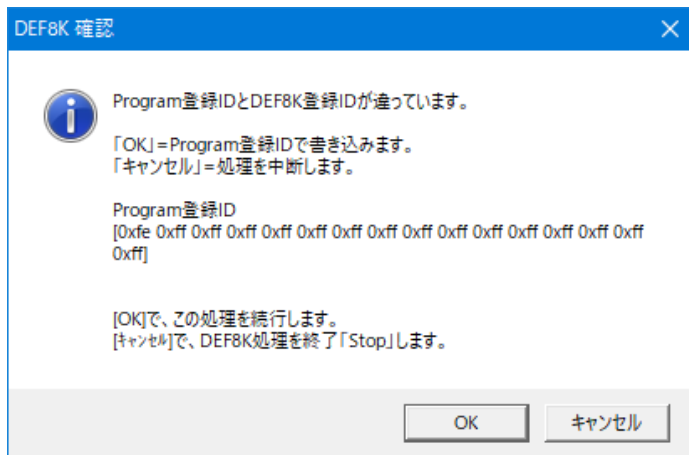 DEF8K 確認
Program登録IDとDEF8K登録IDが違っています。
「OK」=Program登録IDで書き込みます。
「キャンセル」=処理を中断します。
Program登録ID
[0xfe 0xff 0xff 0xff 0xff 0xff 0xff 0xff 0xff 0xff 0xff 0xff 0xff 0xff 0xff
0xff]
[OK]で、この処理を続行します。
[ｷｬﾝｾﾙ]で、DEF8K処理を終了「Stop」します。
OK
キャンセル